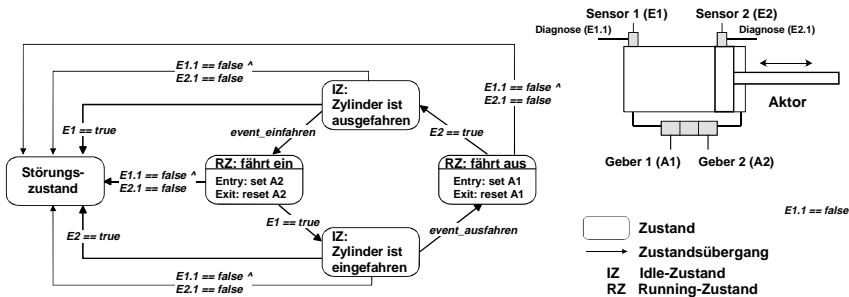 E1.1 == false ^
E2.1 == false
IZ:
Zylinder ist
ausgefahren
E1 == true
event_einfahren
E2 == true
E1.1 == false ^
E2.1 == false
Störungs-
zustand
E1.1 == false ^
E2.1 == false
RZ: fährt ein
Entry: set A2
Exit: reset A2
RZ: fährt aus
Entry: set A1
Exit: reset A1
E2 == true
E1 == true
event_ausfahren
IZ:
Zylinder ist
eingefahren
E1.1 == false ^
E2.1 == false
Sensor 1 (E1)
Sensor 2 (E2)
Diagnose (E1.1)
Diagnose (E2.1)
Aktor
Geber 1 (A1)
Geber 2 (A2)
E1.1 == false
Zustand
Zustandsübergang
IZ Idle-Zustand
RZ Running-Zustand